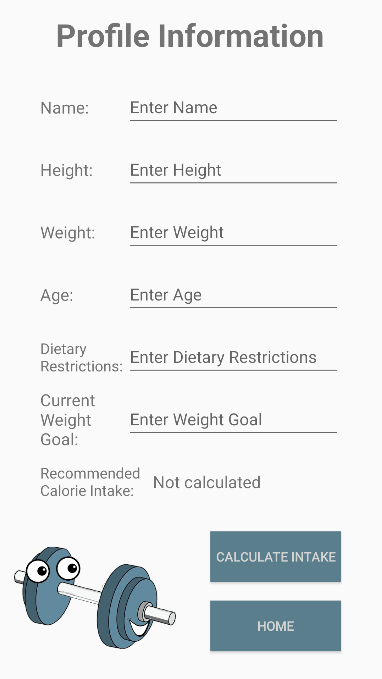 Profile Information
Name: Enter Name
Height: Enter Height
Weight: Enter Weight
Age: Enter Age
Dietary
Restrictions: Enter Dietary Restrictions
Current
Weight
Goal: Enter Weight Goal
Recommended
Calorie Intake: Not calculated
CALCULATE INTAKE
HOME